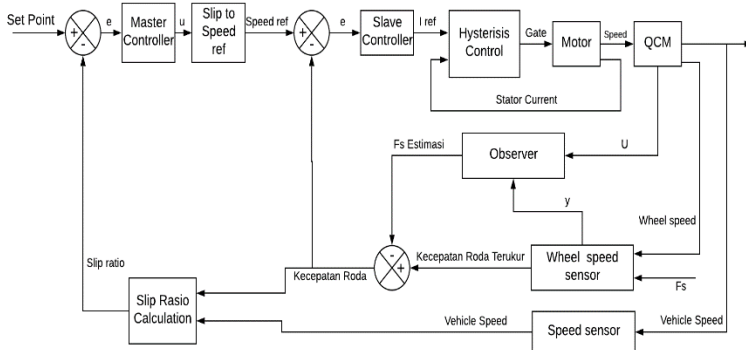 Set Point
+
-
e
Master
Controller
u
Slip to
Speed
ref
Speed ref
+
-
e
Slave
Controller
I ref
Hysterisis
Control
Gate
Motor
Speed
QCM
Stator Current
Fs Estimasi
Observer
U
y
Wheel speed
Slip ratio
Kecepatan Roda
-
+
Kecepatan Roda Terukur
Wheel speed
sensor
Fs
Slip Rasio
Calculation
Vehicle Speed
Speed sensor
Vehicle Speed